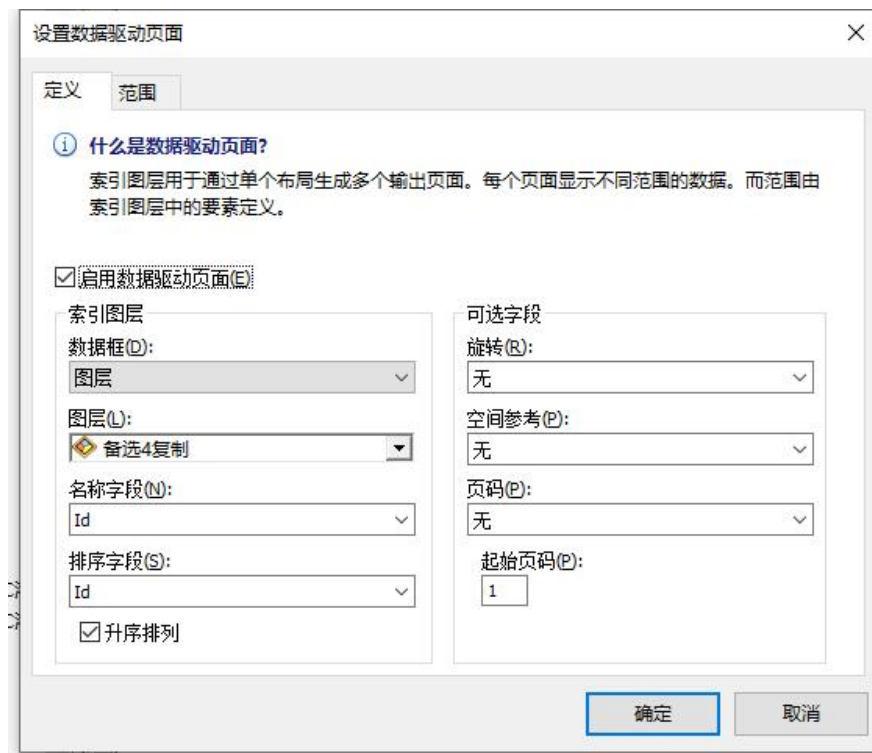 设置数据驱动页面
定义
范围
什么是数据驱动页面?
索引图层用于通过单个布局生成多个输出页面。每个页面显示不同范围的数据。而范围由
索引图层中的要素定义。
启用数据驱动页面(E)
索引图层
数据框(D):
图层
图层(L):
备选4复制
名称字段(N):
Id
排序字段(S):
Id
升序排列
可选字段
旋转(R):
无
空间参考(P):
无
页码(P):
无
起始页码(P):
1
确定
取消